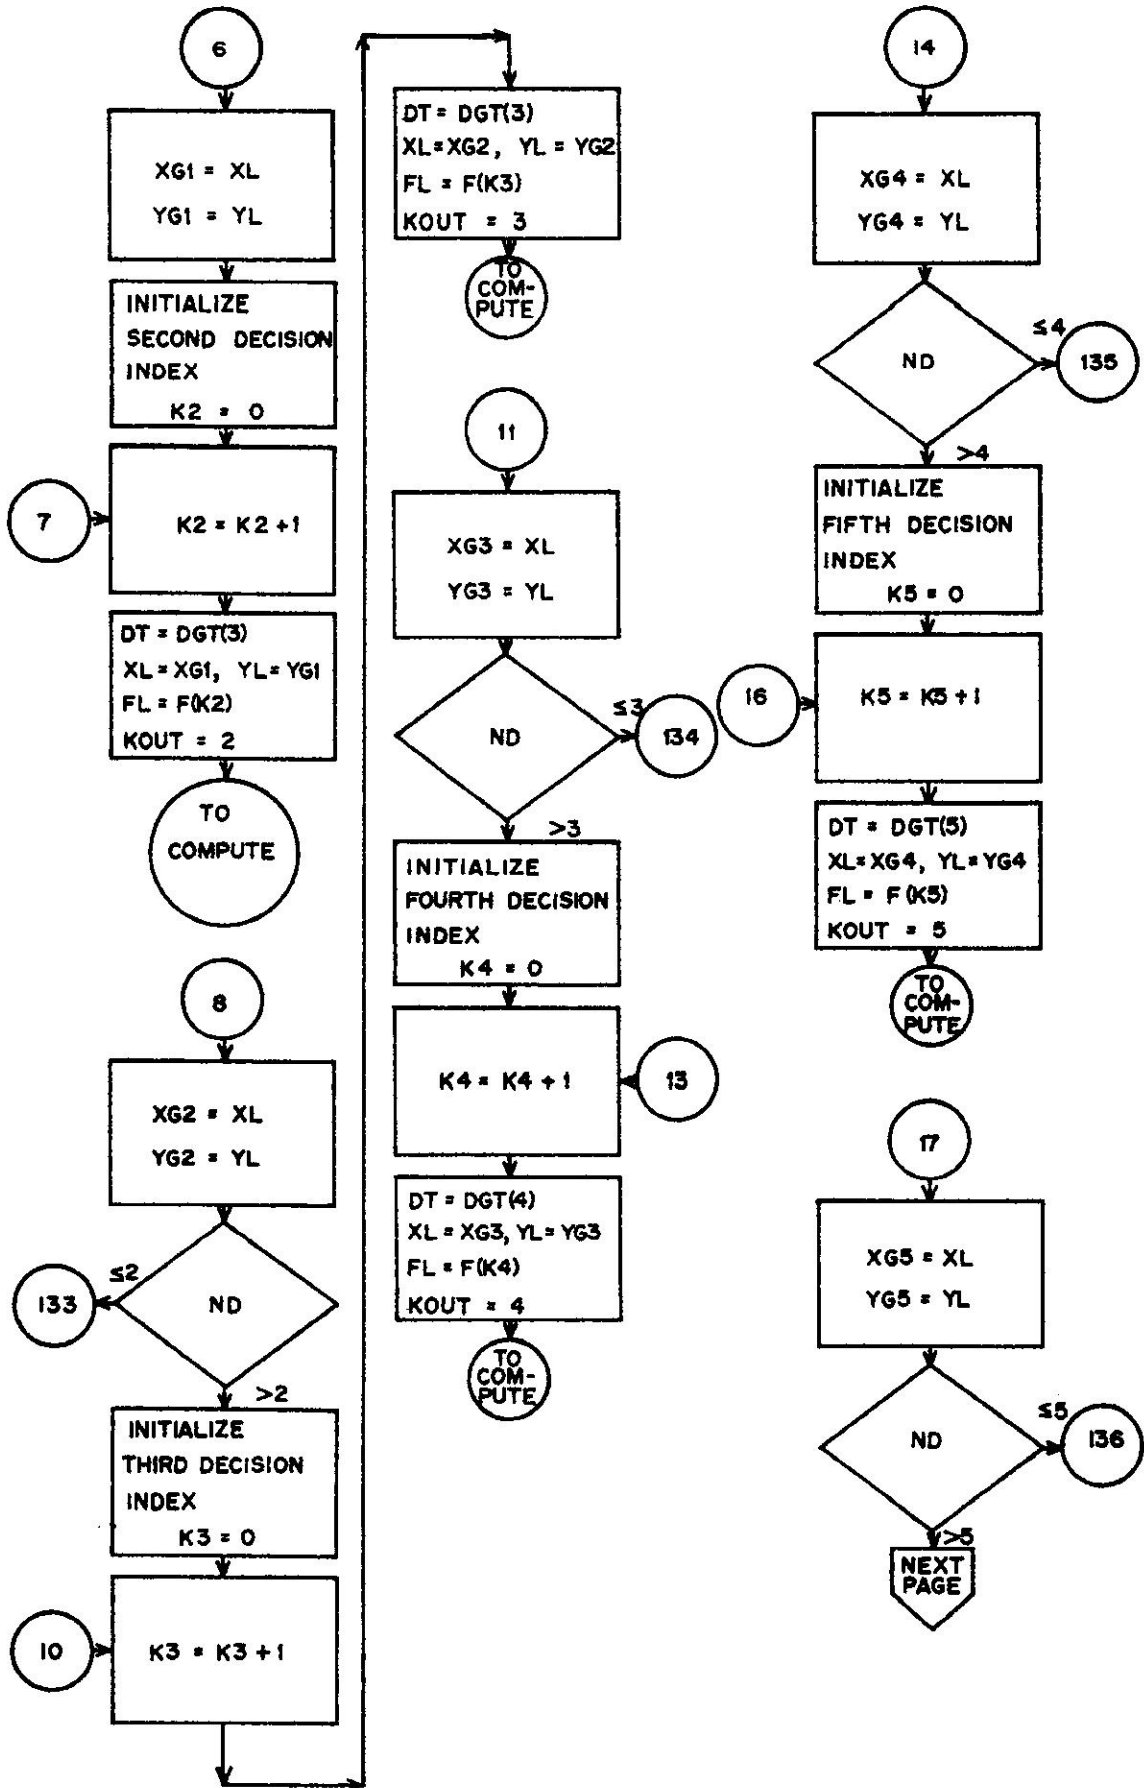 6
XG1 = XL
YG1 = YL
INITIALIZE
SECOND DECISION
INDEX
K2 = 0
7
K2 = K2 + 1
DT = DGT(3)
XL = XG1, YL = YG1
FL = F(K2)
KOUT = 2
TO
COMPUTE
8
XG2 = XL
YG2 = YL
≤2
133
ND
>2
INITIALIZE
THIRD DECISION
INDEX
K3 = 0
10
K3 = K3 + 1
DT = DGT(3)
XL = XG2, YL = YG2
FL = F(K3)
KOUT = 3
TO
COM-
PUTE
11
XG3 = XL
YG3 = YL
ND
≤3
134
>3
INITIALIZE
FOURTH DECISION
INDEX
K4 = 0
K4 = K4 + 1
13
DT = DGT(4)
XL = XG3, YL = YG3
FL = F(K4)
KOUT = 4
TO
COM-
PUTE
14
XG4 = XL
YG4 = YL
ND
≤4
135
>4
INITIALIZE
FIFTH DECISION
INDEX
K5 = 0
16
K5 = K5 + 1
DT = DGT(5)
XL = XG4, YL = YG4
FL = F(K5)
KOUT = 5
TO
COM-
PUTE
17
XG5 = XL
YG5 = YL
ND
≤5
136
>5
NEXT
PAGE